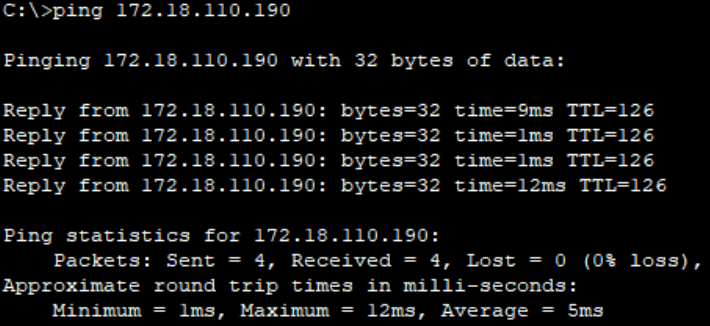 C:\>ping 172.18.110.190
Pinging 172.18.110.190 with 32 bytes of data:
Reply from 172.18.110.190: bytes=32 time=9ms TTL=126
Reply from 172.18.110.190: bytes=32 time=1ms TTL=126
Reply from 172.18.110.190: bytes=32 time=1ms TTL=126
Reply from 172.18.110.190: bytes=32 time=12ms TTL=126
Ping statistics for 172.18.110.190:
    Packets: Sent = 4, Received = 4, Lost = 0 (0% loss),
Approximate round trip times in milli-seconds:
    Minimum = 1ms, Maximum = 12ms, Average = 5ms